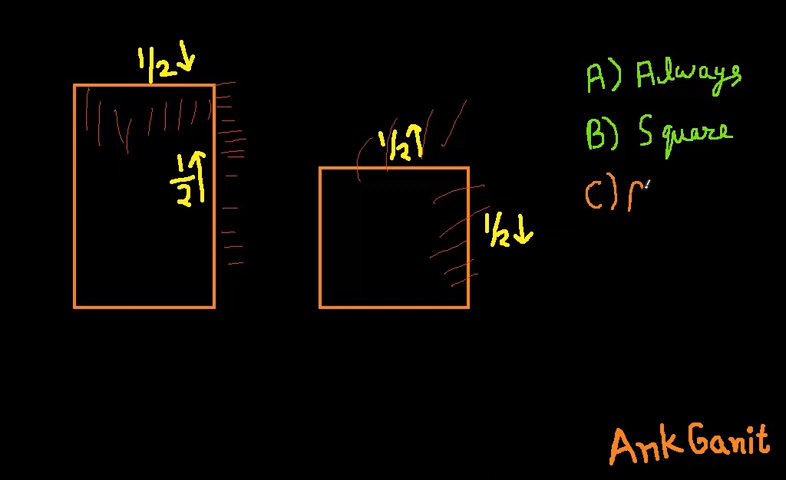 1/2 ↓
1/2 ↑
1/2 ↑
1/2 ↓
A) Always
B) Square
C)
AnkGanit